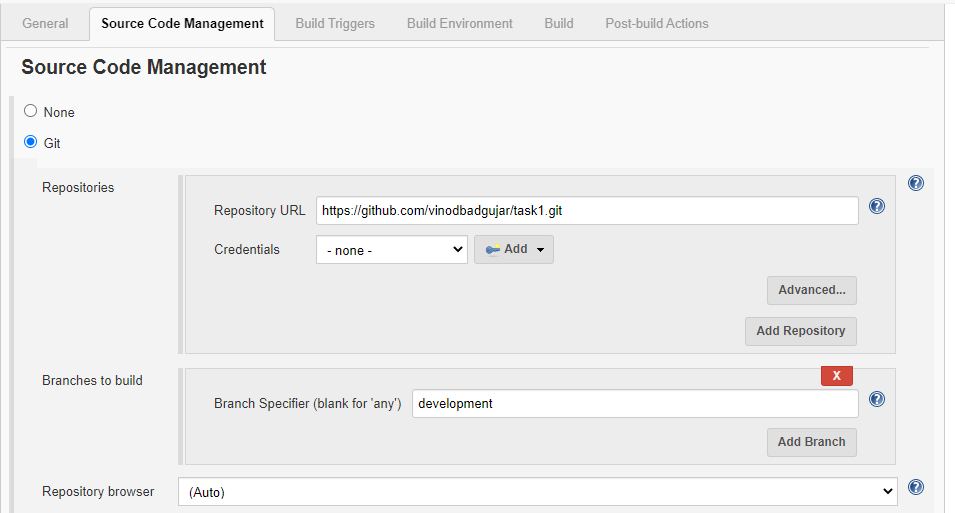 General Source Code Management Build Triggers Build Environment Build Post-build Actions
Source Code Management
None
Git
Repositories
?
Repository URL https://github.com/vinodbadgujar/task1.git ?
Credentials - none - Add
Advanced...
Add Repository
Branches to build
X
Branch Specifier (blank for 'any') development ?
Add Branch
Repository browser (Auto) ?